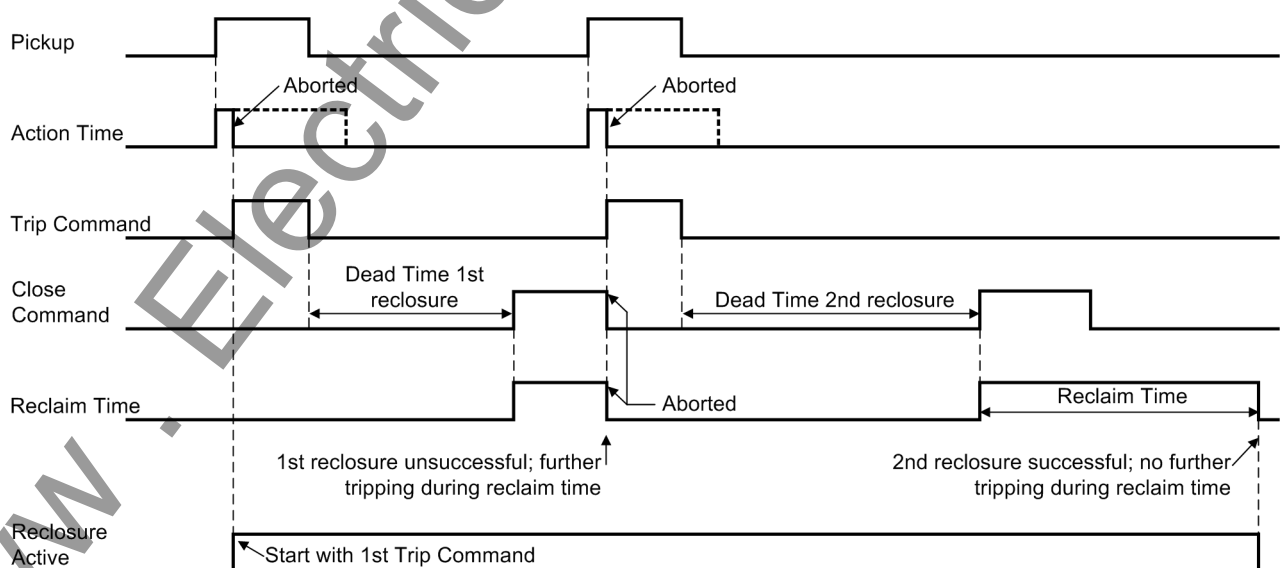 Pickup
Aborted
Aborted
Action Time
Trip Command
Close
Command
Dead Time 1st
reclosure
Dead Time 2nd reclosure
Reclaim Time
Aborted
Reclaim Time
1st reclosure unsuccessful; further
tripping during reclaim time
2nd reclosure successful; no further
tripping during reclaim time
Reclosure
Active
Start with 1st Trip Command
w . Electric